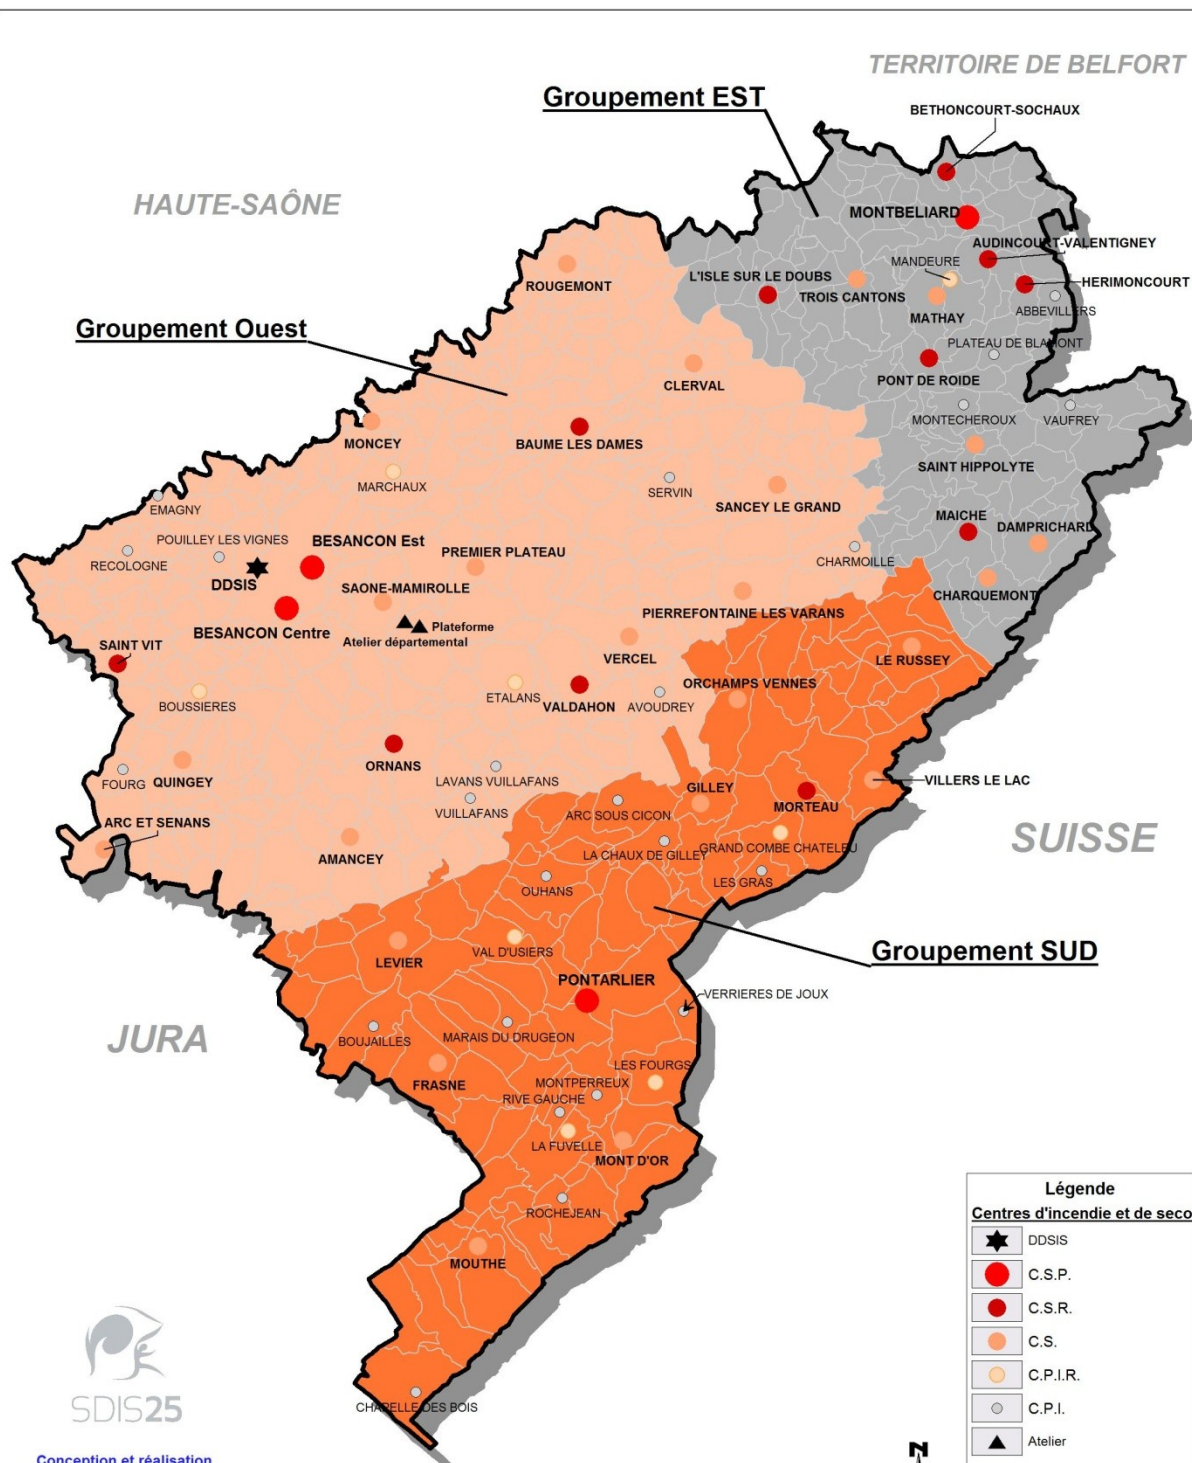 TERRITOIRE DE BELFORT
Groupement EST
BETHONCOURT-SOCHAUX
HAUTE-SAÔNE
MONTBELIARD
AUDINCOURT-VALENTIGNEY
MANDEURE
L'ISLE SUR LE DOUBS
ROUGEMONT
HERIMONCOURT
TROIS CANTONS
ABBEVILLERS
MATHAY
Groupement Ouest
PLATEAU DE BLAMONT
PONT DE ROIDE
CLERVAL
MONTECHEROUX
VAUFREY
MONCEY
BAUME LES DAMES
SAINT HIPPOLYTE
MARCHAUX
SERVIN
SANCEY LE GRAND
EMAGNY
MAICHE
DAMPRICHARD
POUILLEY LES VIGNES
BESANCON Est
PREMIER PLATEAU
RECOLOGNE
CHARMOILLE
DDSIS
SAONE-MAMIROLLE
CHARQUEMONT
PIERREFONTAINE LES VARANS
BESANCON Centre
Plateforme
Atelier départemental
SAINT VIT
VERCEL
LE RUSSEY
ORCHAMPS VENNES
ETALANS
BOUSSIERES
VALDAHON
AVOUDREY
ORNANS
FOURG
QUINGEY
LAVANS VUILLAFANS
VILLERS LE LAC
GILLEY
MORTEAU
VUILLAFANS
ARC SOUS CICON
ARC ET SENANS
SUISSE
GRAND COMBE CHATELEU
LA CHAUX DE GILLEY
AMANCEY
LES GRAS
OUHANS
Groupement SUD
VAL D'USIERS
LEVIER
PONTARLIER
VERRIERES DE JOUX
JURA
BOUJAILLES
MARAIS DU DRUGEON
LES FOURGS
FRASNE
MONTPERREUX
RIVE GAUCHE
LA FUVELLE
MONT D'OR
ROCHEJEAN
MOUTHE
CHAPELLE DES BOIS
Légende
Centres d'incendie et de seco
DDSIS
C.S.P.
C.S.R.
C.S.
C.P.I.R.
C.P.I.
Atelier
SDIS25
N
Conception et réalisation